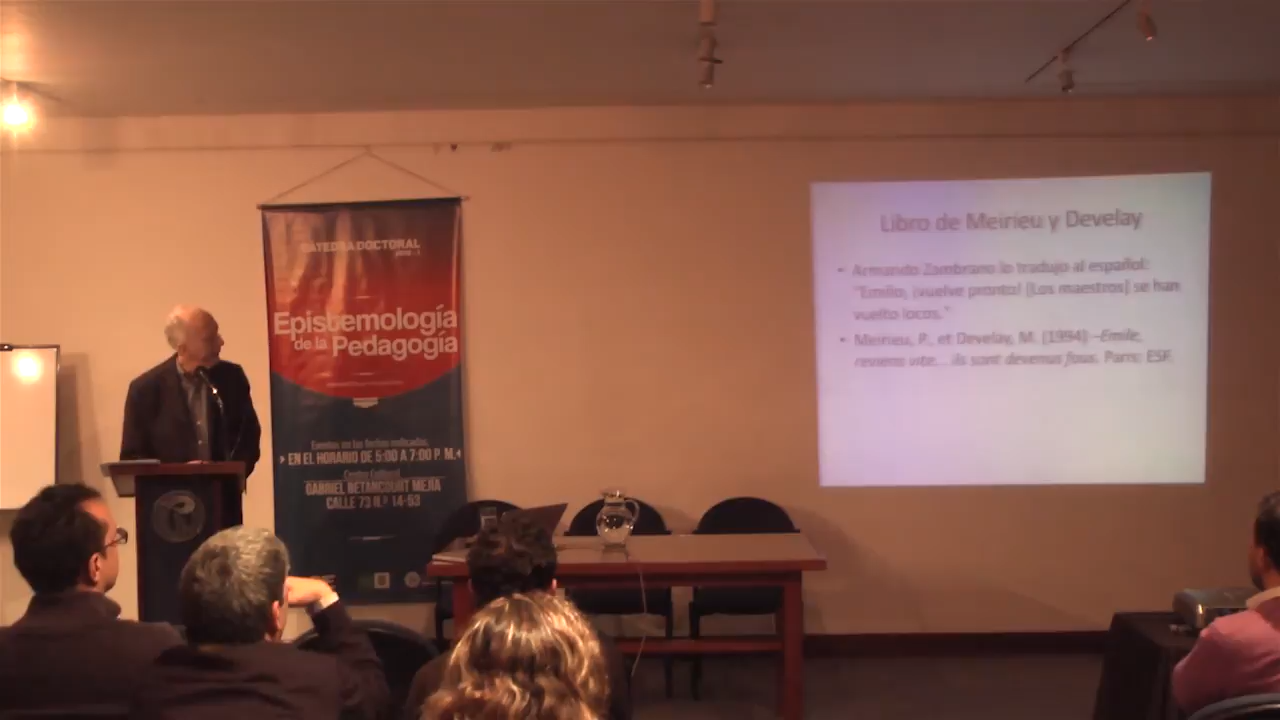 CÁTEDRA DOCTORAL
Epistemología
de la Pedagogía
Eventos en las fechas indicadas
EN EL HORARIO DE 5:00 A 7:00 P. M.
Centro Cultural
GABRIEL BETANCOURT MEJIA
CALLE 73 N.º 14-53
Libro de Meirieu y Develay
• Armando Zambrano lo tradujo al español:
"Emilio, ¡vuelve pronto! [Los maestros] se han
vuelto locos."
• Meirieu, P., et Develay, M. (1994) –Emile,
reviens vite... ils sont devenus fous. Paris: ESF.